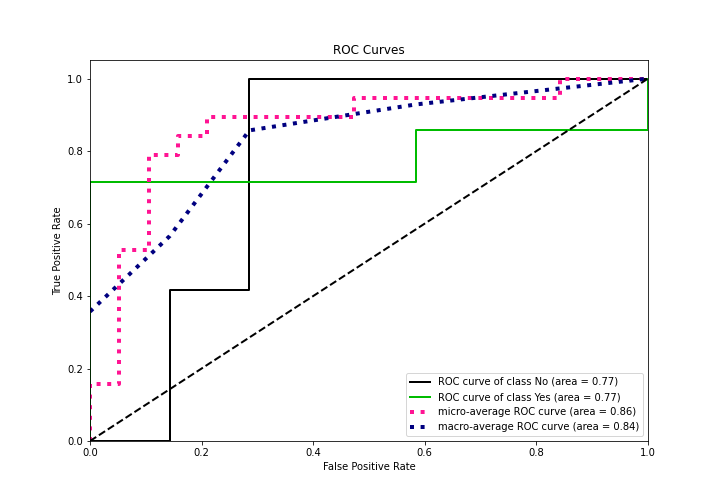 ROC Curves
True Positive Rate
1.0
0.8
0.6
0.4
0.2
0.0
ROC curve of class No (area = 0.77)
ROC curve of class Yes (area = 0.77)
micro-average ROC curve (area = 0.86)
macro-average ROC curve (area = 0.84)
0.0 0.2 0.4 0.6 0.8 1.0
False Positive Rate